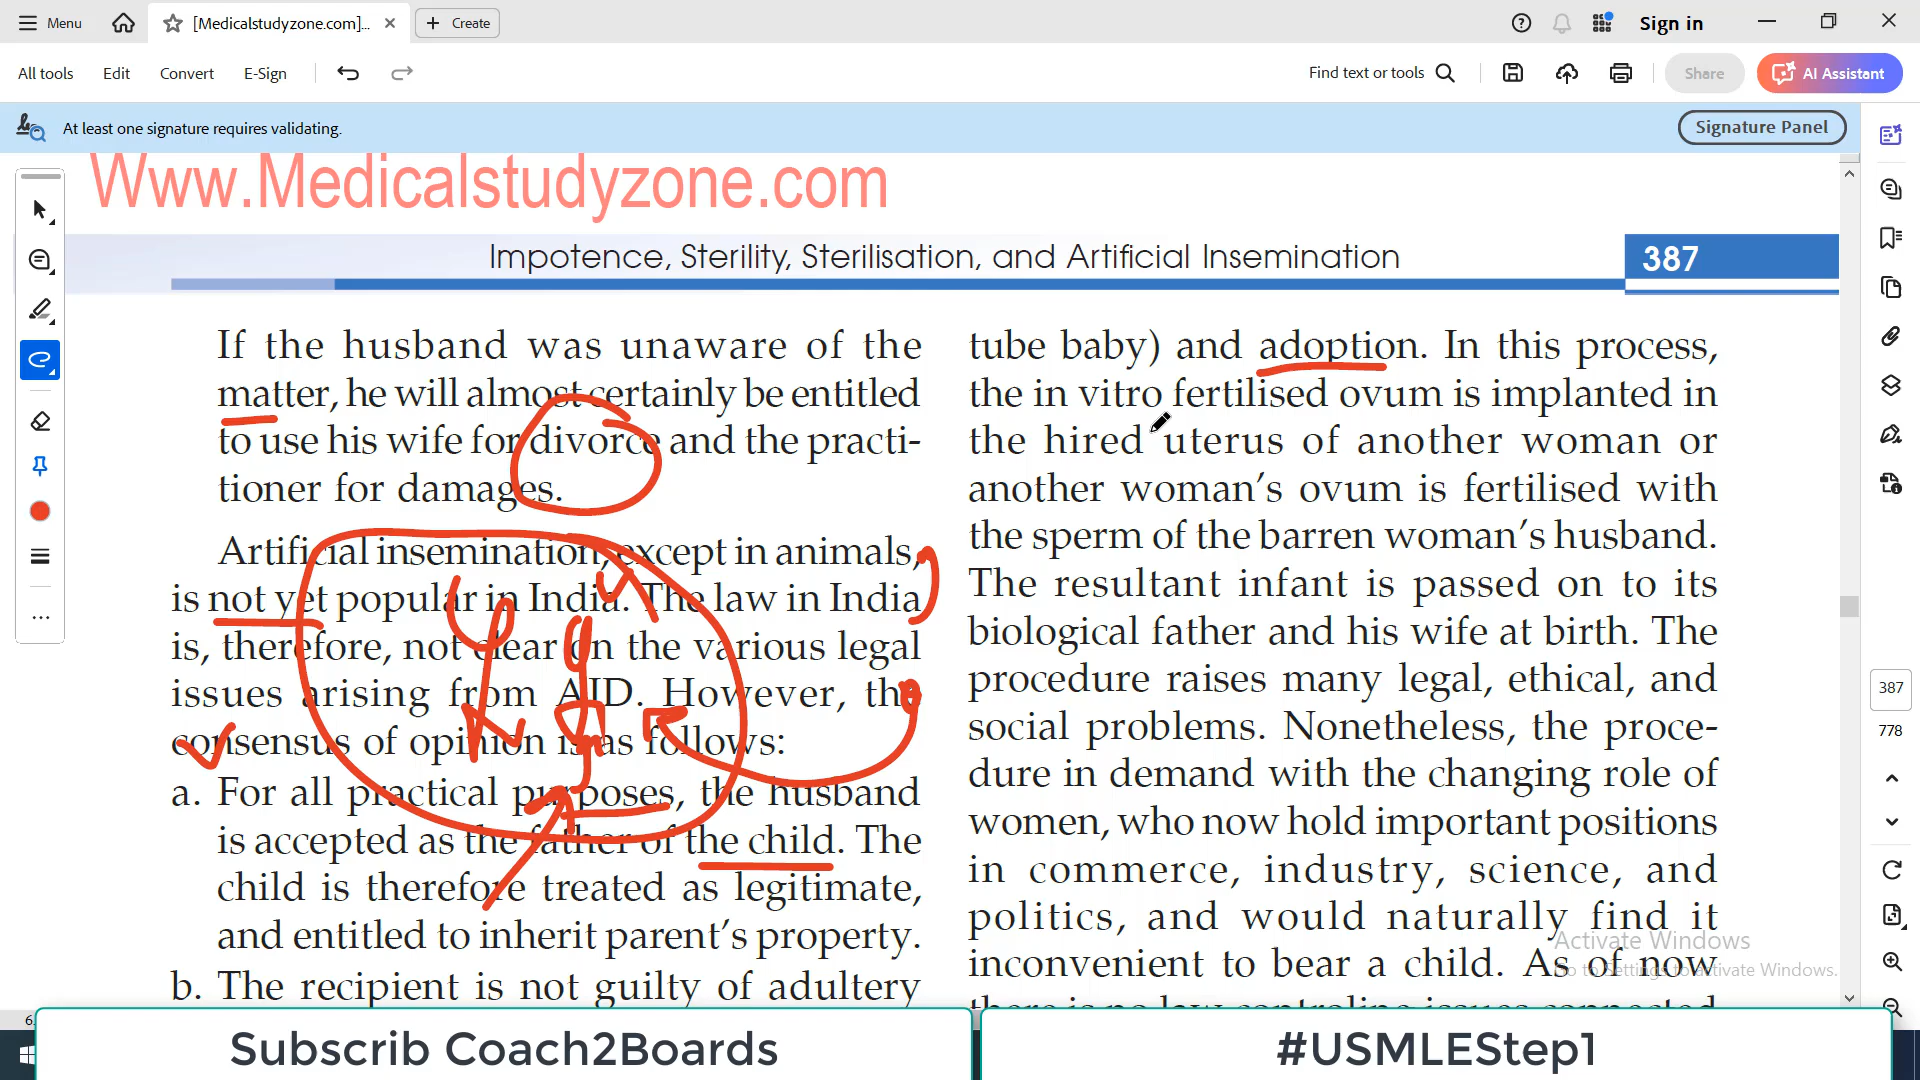 Menu
[Medicalstudyzone.com]...
Create
Sign in
All tools
Edit
Convert
E-Sign
Find text or tools
Share
AI Assistant
At least one signature requires validating.
Signature Panel
Www.Medicalstudyzone.com
Impotence, Sterility, Sterilisation, and Artificial Insemination
387
If the husband was unaware of the
matter, he will almost certainly be entitled
to use his wife for divorce and the practi-
tioner for damages.
Artificial insemination, except in animals,
is not yet popular in India. The law in India
is, therefore, not clear on the various legal
issues arising from AID. However, the
consensus of opinion is as follows:
a. For all practical purposes, the husband
is accepted as the father of the child. The
child is therefore treated as legitimate,
and entitled to inherit parent's property.
b. The recipient is not guilty of adultery
tube baby) and adoption. In this process,
the in vitro fertilised ovum is implanted in
the hired uterus of another woman or
another woman's ovum is fertilised with
the sperm of the barren woman's husband.
The resultant infant is passed on to its
biological father and his wife at birth. The
procedure raises many legal, ethical, and
social problems. Nonetheless, the proce-
dure in demand with the changing role of
women, who now hold important positions
in commerce, industry, science, and
politics, and would naturally find it
inconvenient to bear a child. As of now
there is no law controling issues connected
387
778
Activate Windows
Go to Settings to activate Windows.
Subscrib Coach2Boards
#USMLEStep1